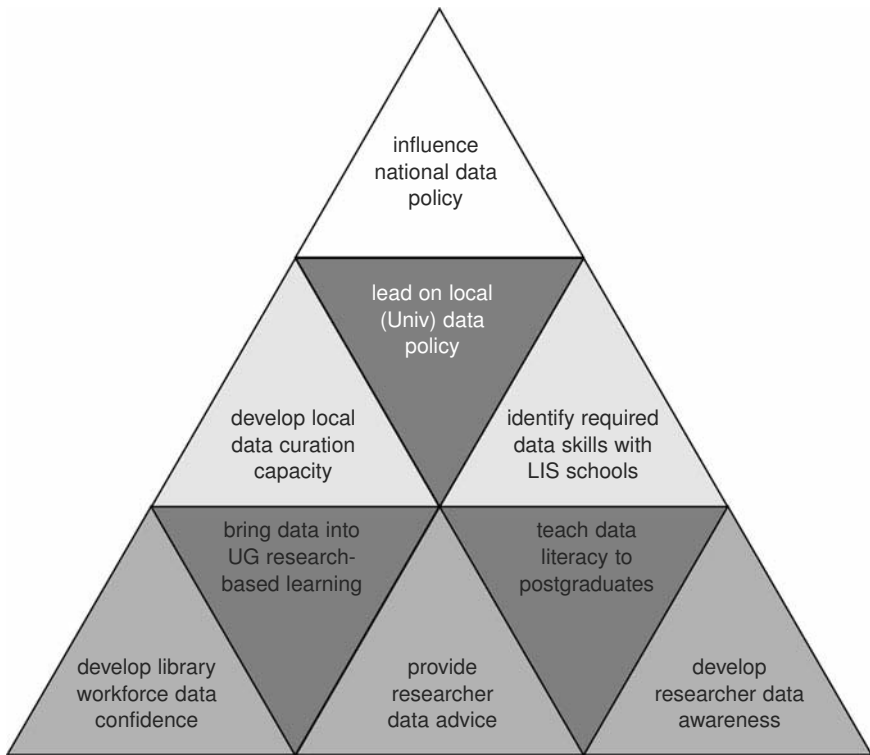 influence
national data
policy
lead on local
(Univ) data
policy
develop local
data curation
capacity
identify required
data skills with
LIS schools
bring data into
UG research-
based learning
teach data
literacy to
postgraduates
develop library
workforce data
confidence
provide
researcher
data advice
develop
researcher data
awareness